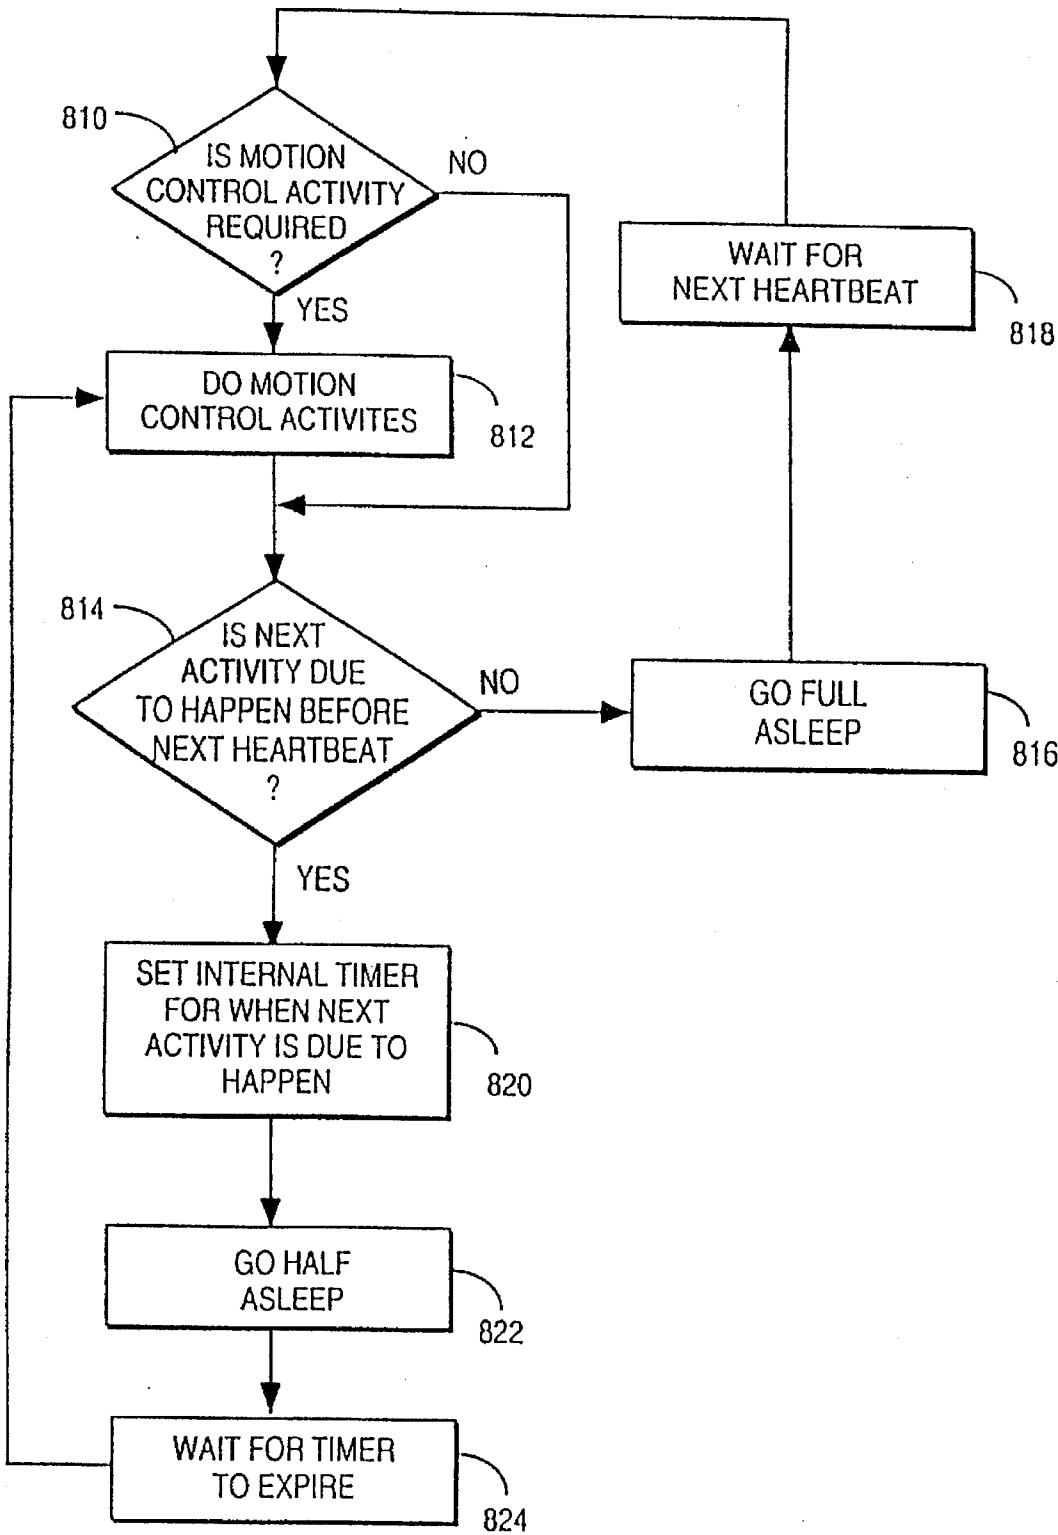 810
IS MOTION
CONTROL ACTIVITY
REQUIRED
?
NO
YES
WAIT FOR
NEXT HEARTBEAT
818
DO MOTION
CONTROL ACTIVITES
812
814
IS NEXT
ACTIVITY DUE
TO HAPPEN BEFORE
NEXT HEARTBEAT
?
NO
GO FULL
ASLEEP
816
YES
SET INTERNAL TIMER
FOR WHEN NEXT
ACTIVITY IS DUE TO
HAPPEN
820
GO HALF
ASLEEP
822
WAIT FOR TIMER
TO EXPIRE
824